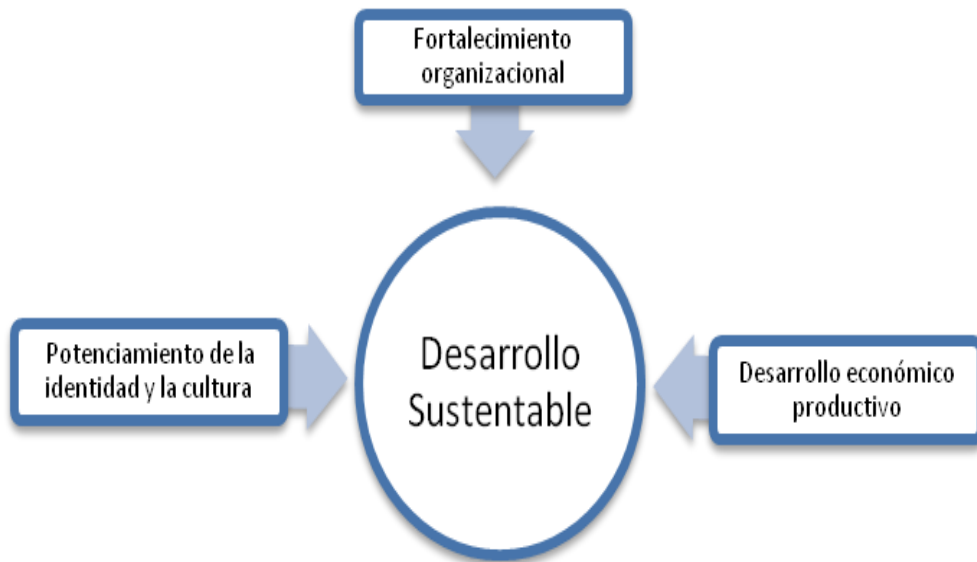 Fortalecimiento
organizacional
Potenciamiento de la
identidad y la cultura
Desarrollo
Sustentable
Desarrollo económico
productivo